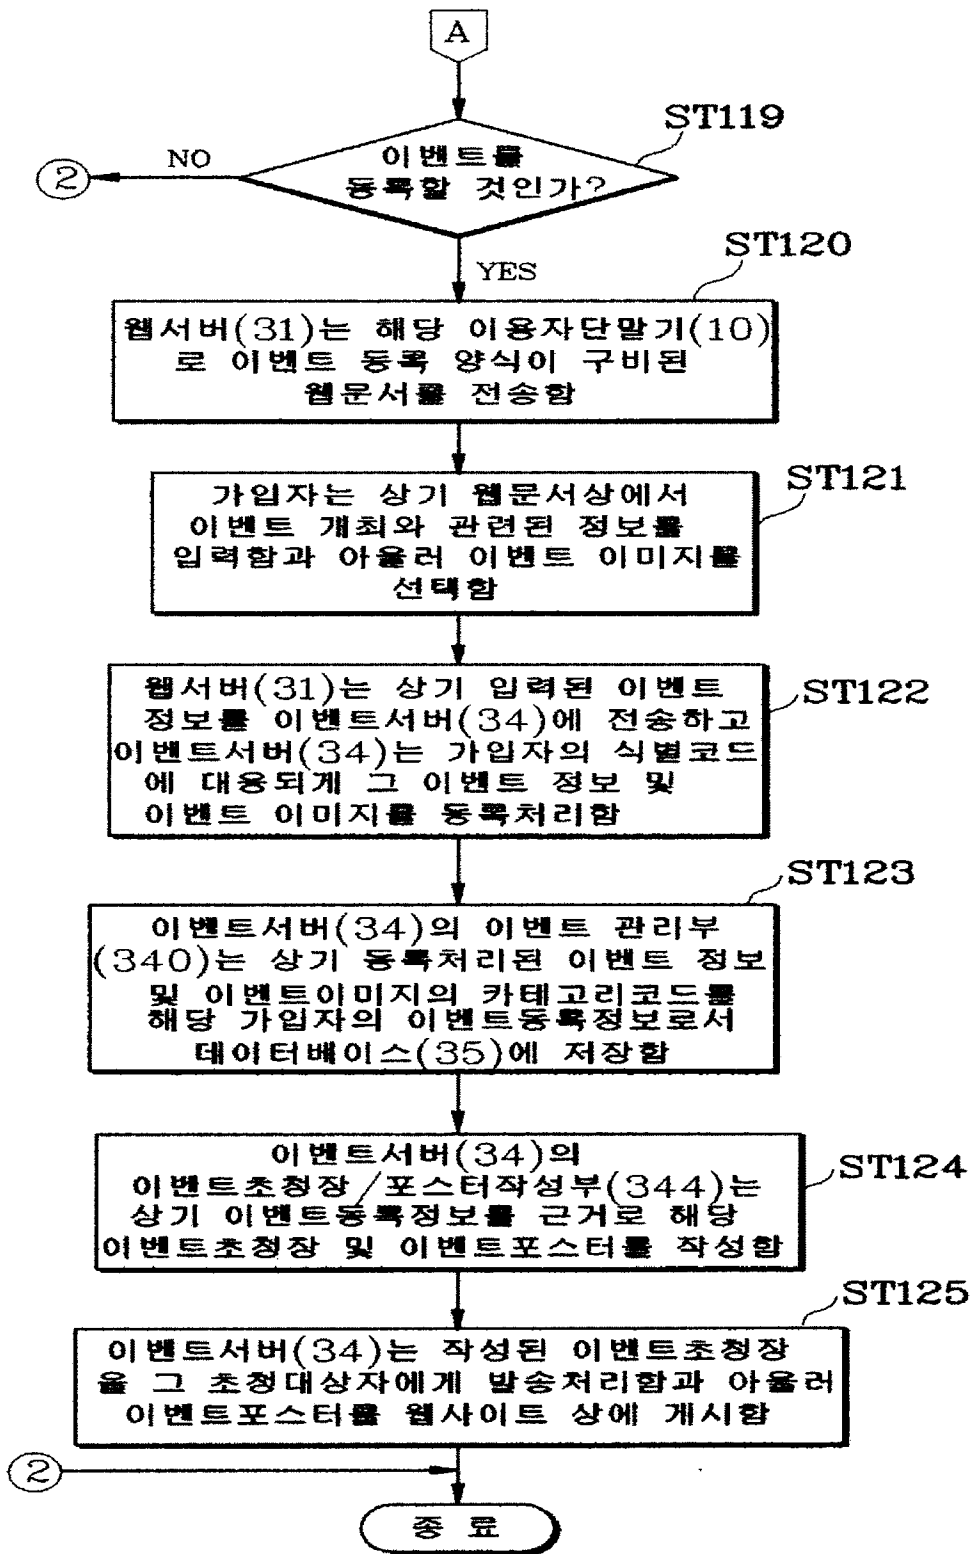 A
ST119
이벤트를
등록할 것인가?
NO
2
YES
ST120
웹서버(31)는 해당 이용자단말기(10)
로 이벤트 등록 양식이 구비된
웹문서를 전송함
ST121
가입자는 상기 웹문서상에서
이벤트 개최와 관련된 정보를
입력함과 아울러 이벤트 이미지를
선택함
ST122
웹서버(31)는 상기 입력된 이벤트
정보를 이벤트서버(34)에 전송하고
이벤트서버(34)는 가입자의 식별코드
에 대응되게 그 이벤트 정보 및
이벤트 이미지를 등록처리함
ST123
이벤트서버(34)의 이벤트 관리부
(340)는 상기 등록처리된 이벤트 정보
및 이벤트이미지의 카테고리코드를
해당 가입자의 이벤트등록정보로서
데이터베이스(35)에 저장함
ST124
이벤트서버(34)의
이벤트초청장/포스터작성부(344)는
상기 이벤트등록정보를 근거로 해당
이벤트초청장 및 이벤트포스터를 작성함
ST125
이벤트서버(34)는 작성된 이벤트초청장
을 그 초청대상자에게 발송처리함과 아울러
이벤트포스터를 웹사이트 상에 게시함
2
종 료